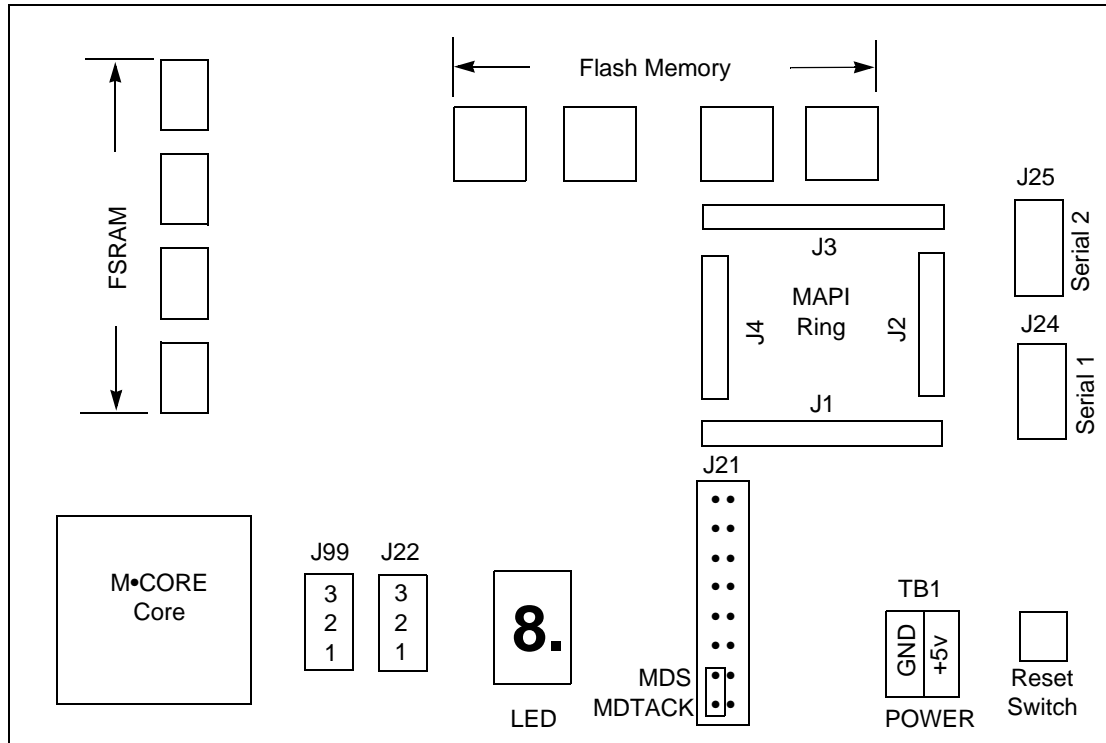 Flash Memory
FSRAM
J25
Serial 2
J3
MAPI
Ring
J4
J2
J24
Serial 1
J1
J21
M•CORE
Core
J99
3
2
1
J22
3
2
1
8.
LED
MDS
MDTACK
TB1
GND
+5v
POWER
Reset
Switch